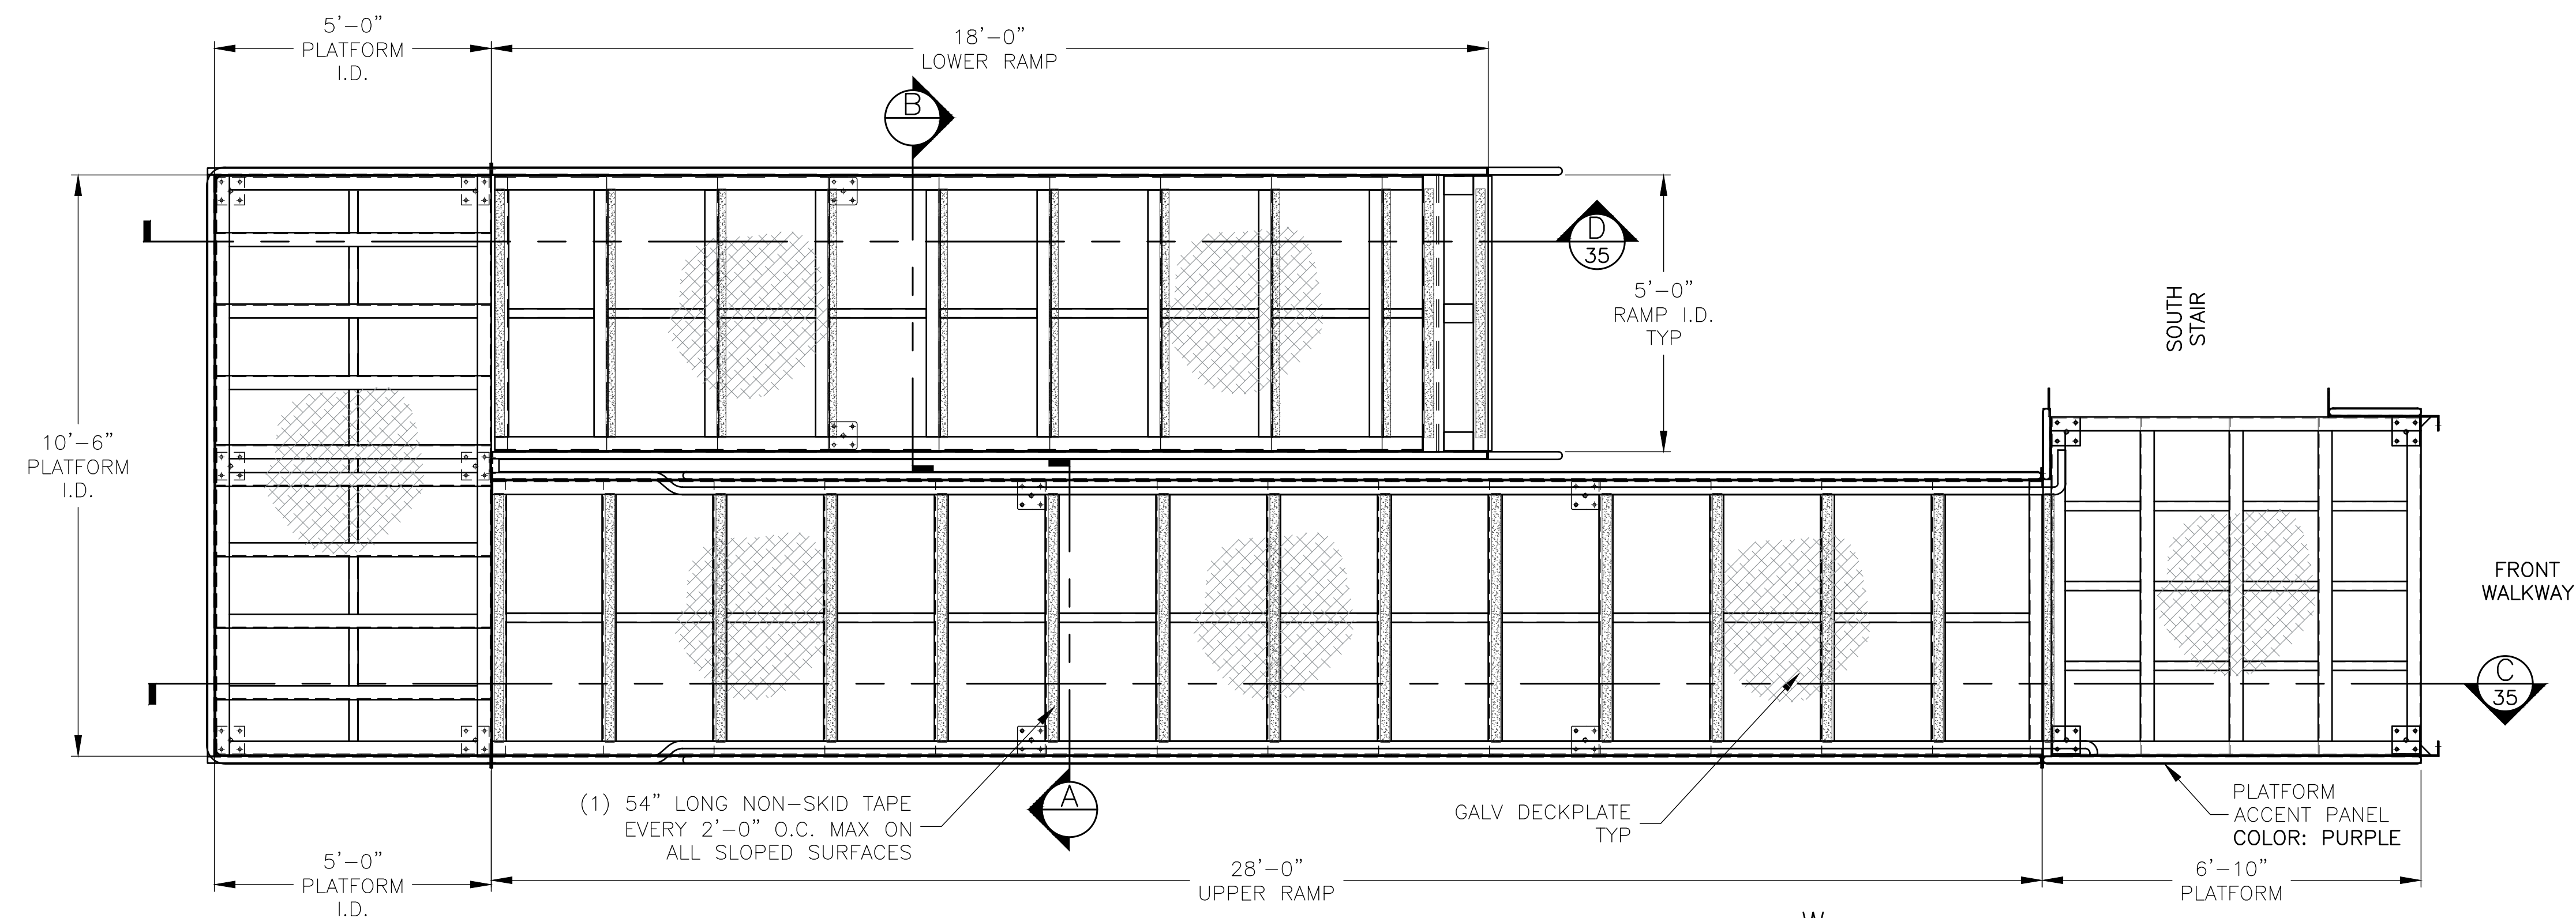 5'-0"
PLATFORM
I.D.
18'-0"
LOWER RAMP
B
D
35
5'-0"
RAMP I.D.
TYP
SOUTH
STAIR
10'-6"
PLATFORM
I.D.
FRONT
WALKWAY
C
35
A
(1) 54" LONG NON-SKID TAPE
EVERY 2'-0" O.C. MAX ON
ALL SLOPED SURFACES
GALV DECKPLATE
TYP
PLATFORM
ACCENT PANEL
COLOR: PURPLE
5'-0"
PLATFORM
I.D.
28'-0"
UPPER RAMP
6'-10"
PLATFORM
W